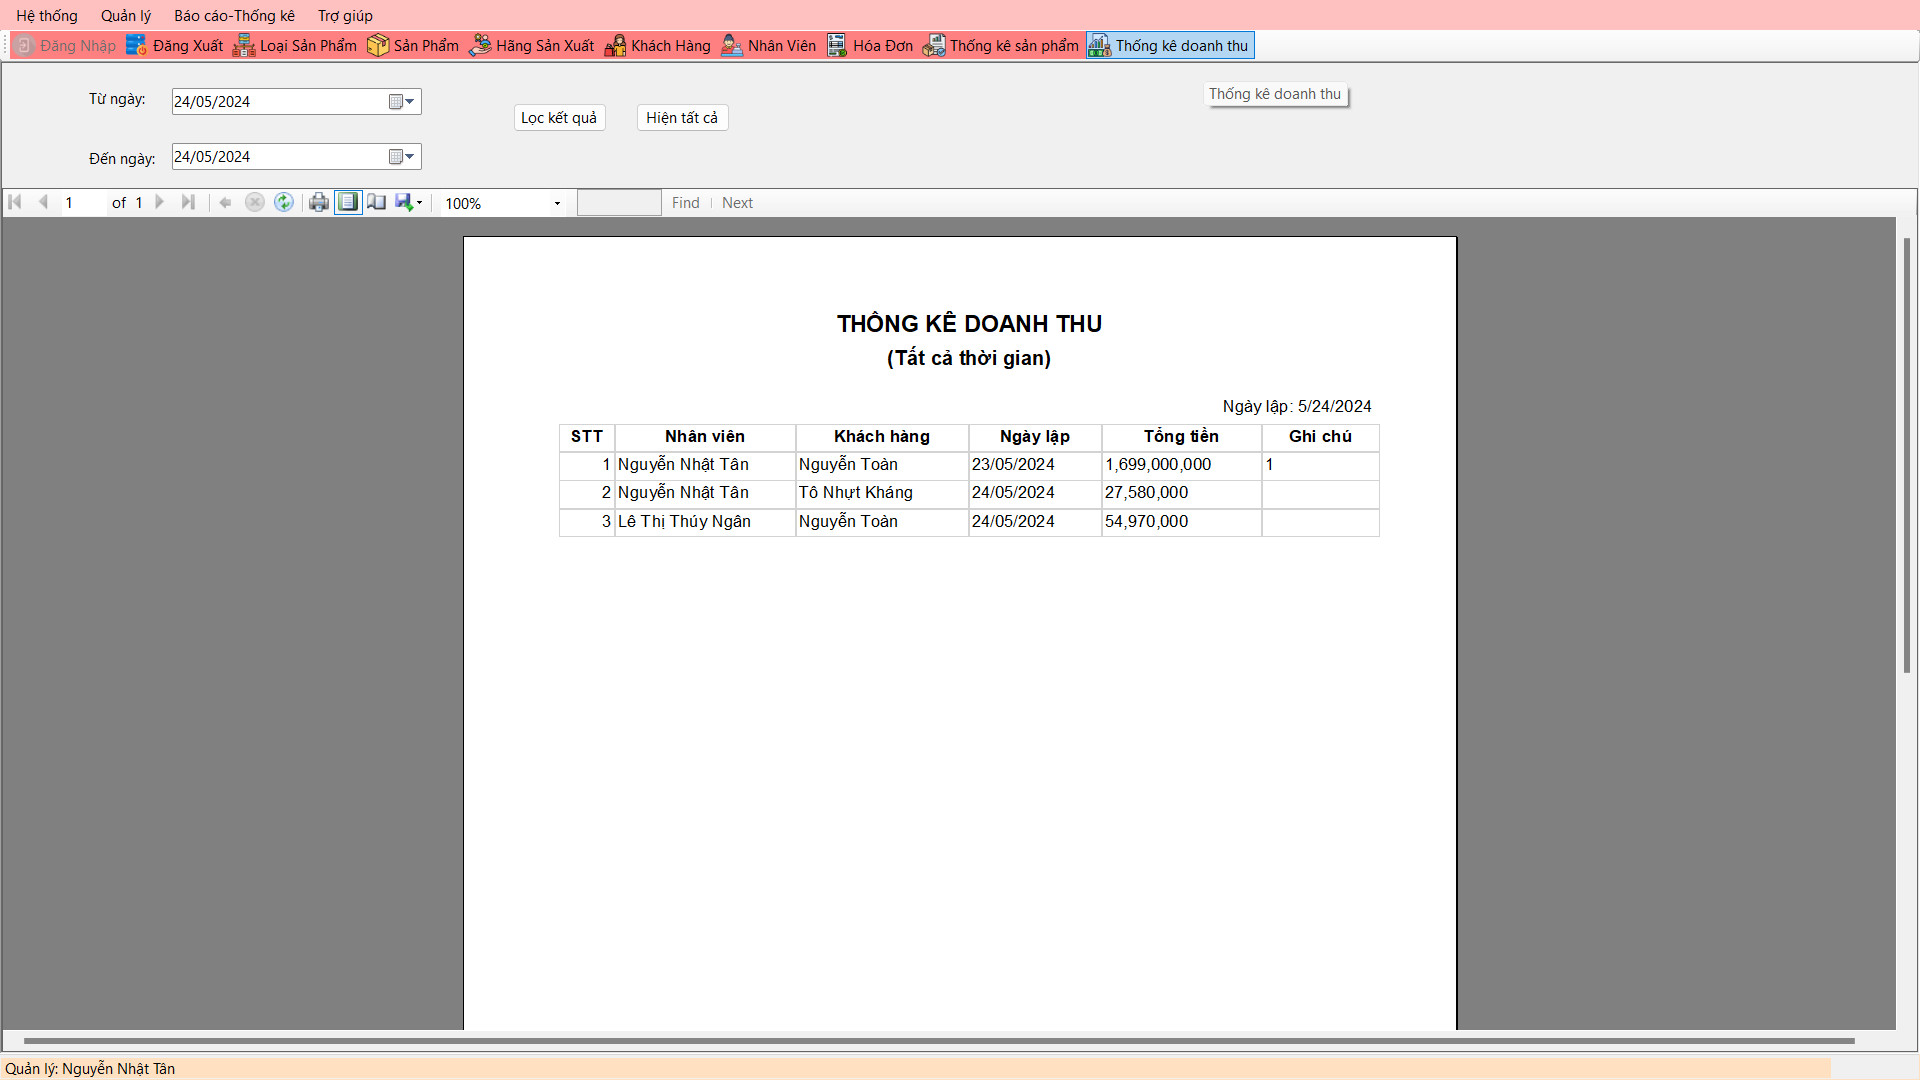 Hệ thống Quản lý Báo cáo-Thống kê Trợ giúp
Đăng Nhập Đăng Xuất Loại Sản Phẩm Sản Phẩm Hãng Sản Xuất Khách Hàng Nhân Viên Hóa Đơn Thống kê sản phẩm Thống kê doanh thu
Từ ngày: 24/05/2024
Thống kê doanh thu
Lọc kết quả Hiện tất cả
Đến ngày: 24/05/2024
1 of 1 100% Find Next
THỐNG KÊ DOANH THU
(Tất cả thời gian)
Ngày lập: 5/24/2024
STT Nhân viên Khách hàng Ngày lập Tổng tiền Ghi chú
1 Nguyễn Nhật Tân Nguyễn Toàn 23/05/2024 1,699,000,000 1
2 Nguyễn Nhật Tân Tô Nhựt Kháng 24/05/2024 27,580,000
3 Lê Thị Thúy Ngân Nguyễn Toàn 24/05/2024 54,970,000
Quản lý: Nguyễn Nhật Tân